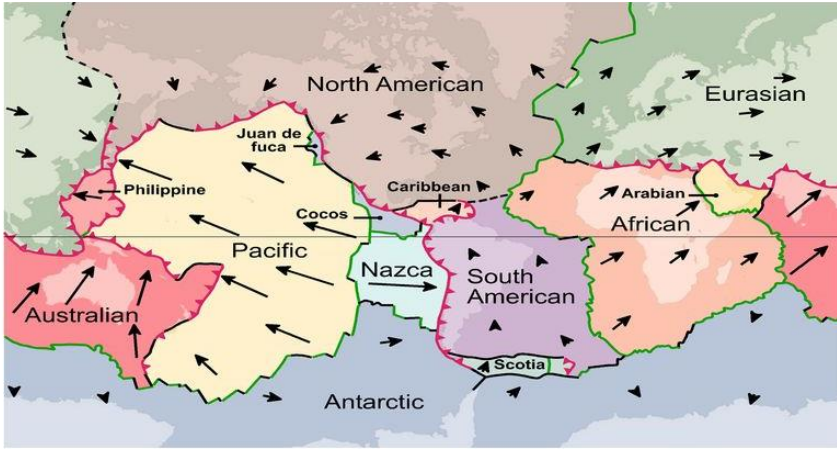 North American
Eurasian
Juan de
fuca
Philippine
Caribbean
Arabian
Cocos
African
Pacific
Nazca
South
American
Australian
Scotia
Antarctic